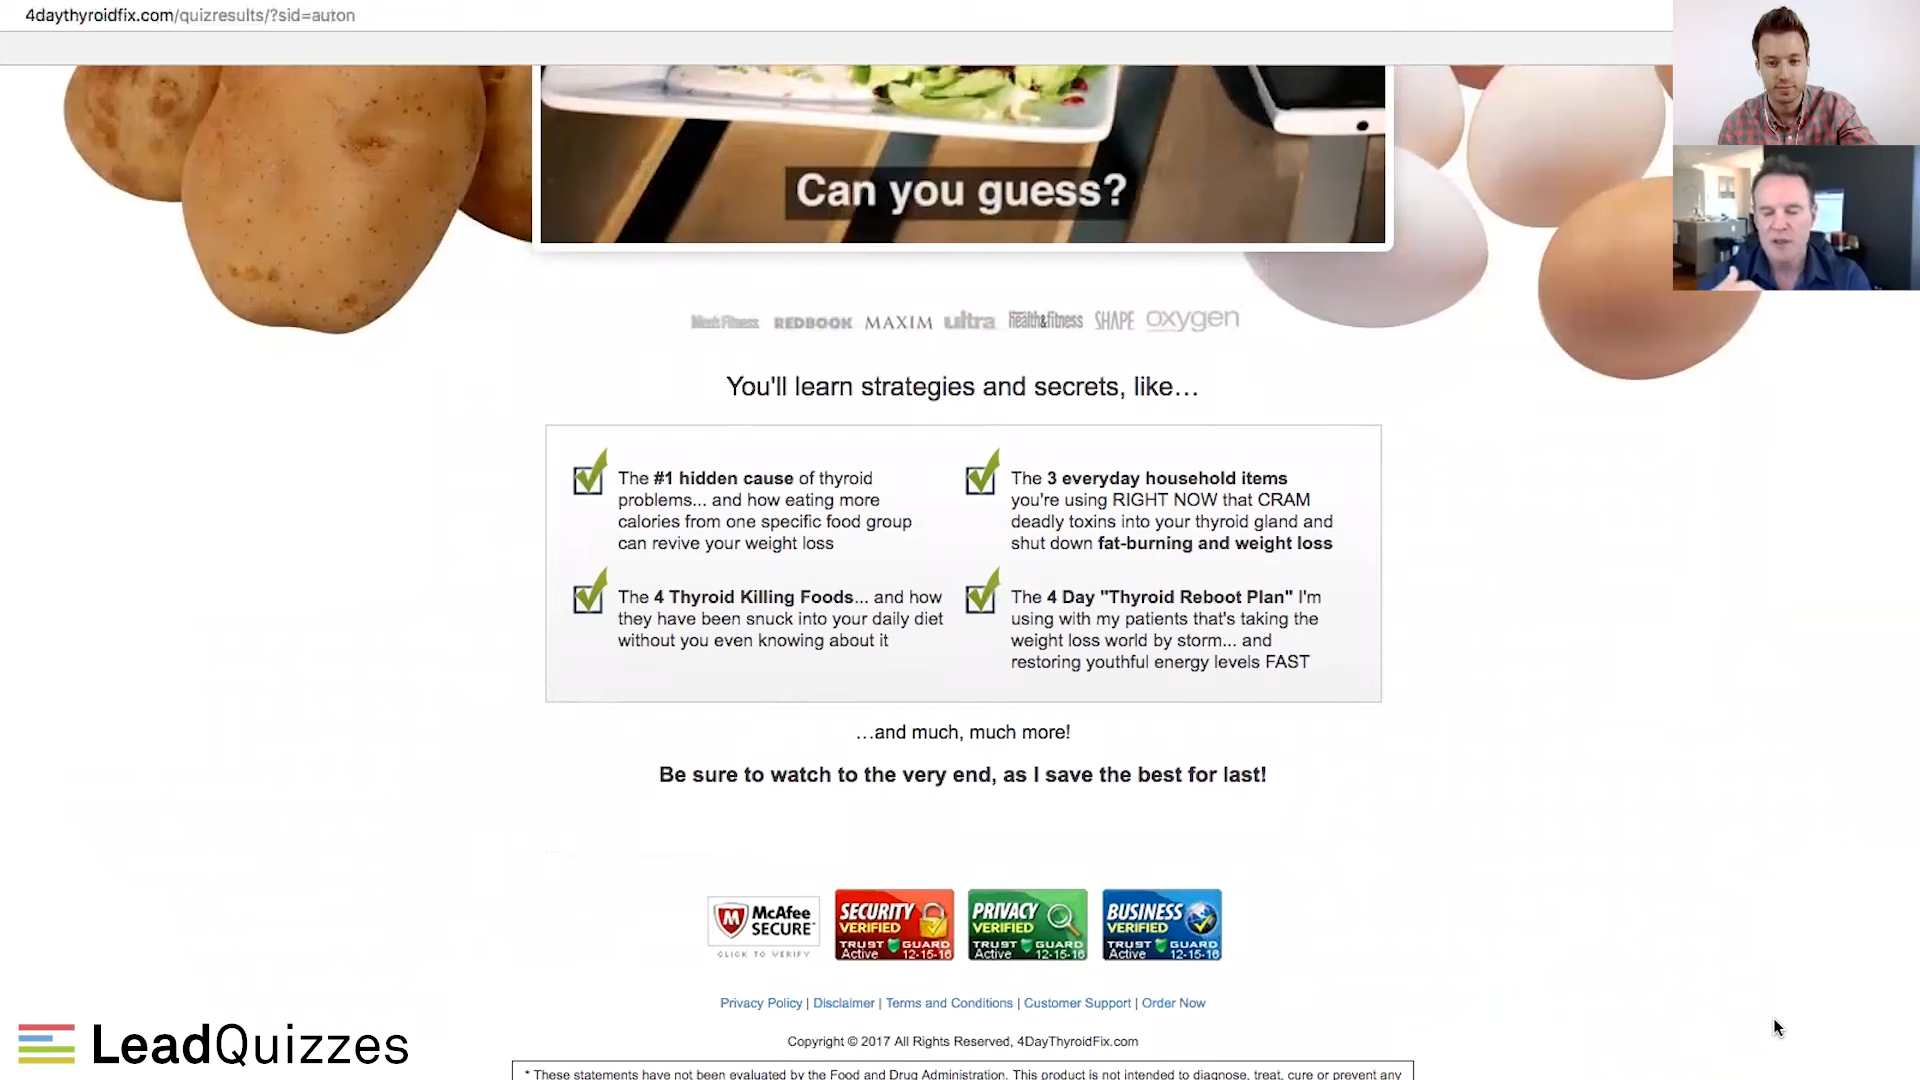 4daythyroidfix.com/quizresults/?sid=auton
Can you guess?
Men's Fitness REDBOOK MAXIM ultra health&fitness SHAPE oxygen
You'll learn strategies and secrets, like…
The #1 hidden cause of thyroid
problems... and how eating more
calories from one specific food group
can revive your weight loss
The 3 everyday household items
you're using RIGHT NOW that CRAM
deadly toxins into your thyroid gland and
shut down fat-burning and weight loss
The 4 Thyroid Killing Foods... and how
they have been snuck into your daily diet
without you even knowing about it
The 4 Day "Thyroid Reboot Plan" I'm
using with my patients that's taking the
weight loss world by storm... and
restoring youthful energy levels FAST
…and much, much more!
Be sure to watch to the very end, as I save the best for last!
McAfee
SECURE
CLICK TO VERIFY
SECURITY
VERIFIED
TRUST GUARD
Active 12-15-16
PRIVACY
VERIFIED
TRUST GUARD
Active 12-15-16
BUSINESS
VERIFIED
TRUST GUARD
Active 12-15-16
Privacy Policy | Disclaimer | Terms and Conditions | Customer Support | Order Now
Copyright © 2017 All Rights Reserved, 4DayThyroidFix.com
* These statements have not been evaluated by the Food and Drug Administration. This product is not intended to diagnose, treat, cure or prevent any
LeadQuizzes